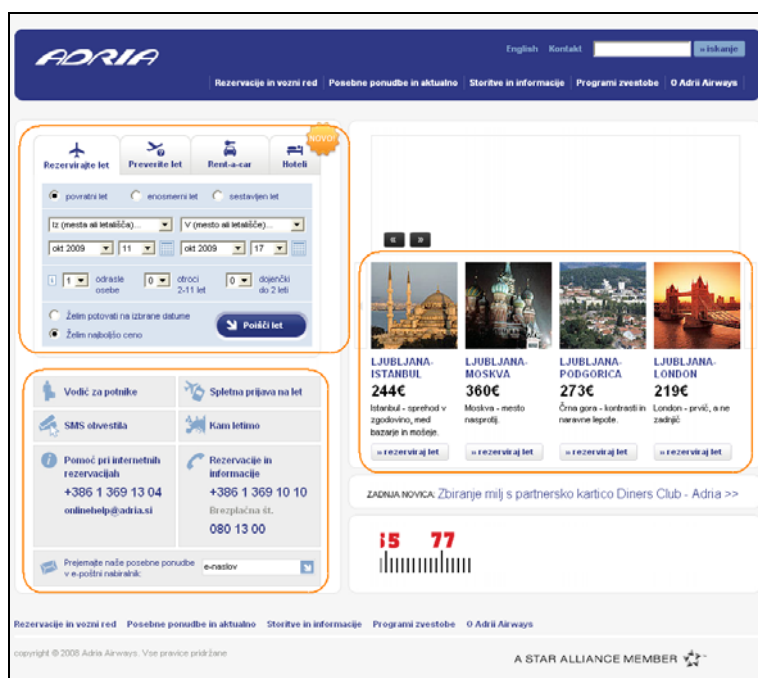 ADRIA
English Kontakt
» iskanje
Rezervacije in vozni red Posebne ponudbe in aktualno Storitve in informacije Programi zvestobe O Adrii Airways
NOVO!
Rezervirajte let Preverite let Rent-a-car Hoteli
povratni let enosmerni let sestavljen let
Iz (mesta ali letališča)... V (mesto ali letališče)...
okt 2009 11 okt 2009 17
i 1 odrasle osebe 0 otroci 2-11 let 0 dojenčki do 2 leti
Želim potovati na izbrane datume
Želim najboljšo ceno
Poišči let
« »
LJUBLJANA-ISTANBUL
244€
Istanbul - sprehod v
zgodovino, med
bazarje in mošeje.
» rezerviraj let
LJUBLJANA-MOSKVA
360€
Moskva - mesto
nasprotij.
» rezerviraj let
LJUBLJANA-PODGORICA
273€
Črna gora - kontrasti in
naravne lepote.
» rezerviraj let
LJUBLJANA-LONDON
219€
London - prvič, a ne
zadnjič
» rezerviraj let
Vodič za potnike
Spletna prijava na let
SMS obvestila
Kam letimo
Pomoč pri internetnih
rezervacijah
+386 1 369 13 04
onlinehelp@adria.si
Rezervacije in
informacije
+386 1 369 10 10
Brezplačna št.
080 13 00
Prejemajte naše posebne ponudbe
v e-poštni nabiralnik:
e-naslov
ZADNJA NOVICA: Zbiranje milj s partnersko kartico Diners Club - Adria >>
i5 77
Rezervacije in vozni red Posebne ponudbe in aktualno Storitve in informacije Programi zvestobe O Adrii Airways
copyright © 2008 Adria Airways. Vse pravice pridržane
A STAR ALLIANCE MEMBER